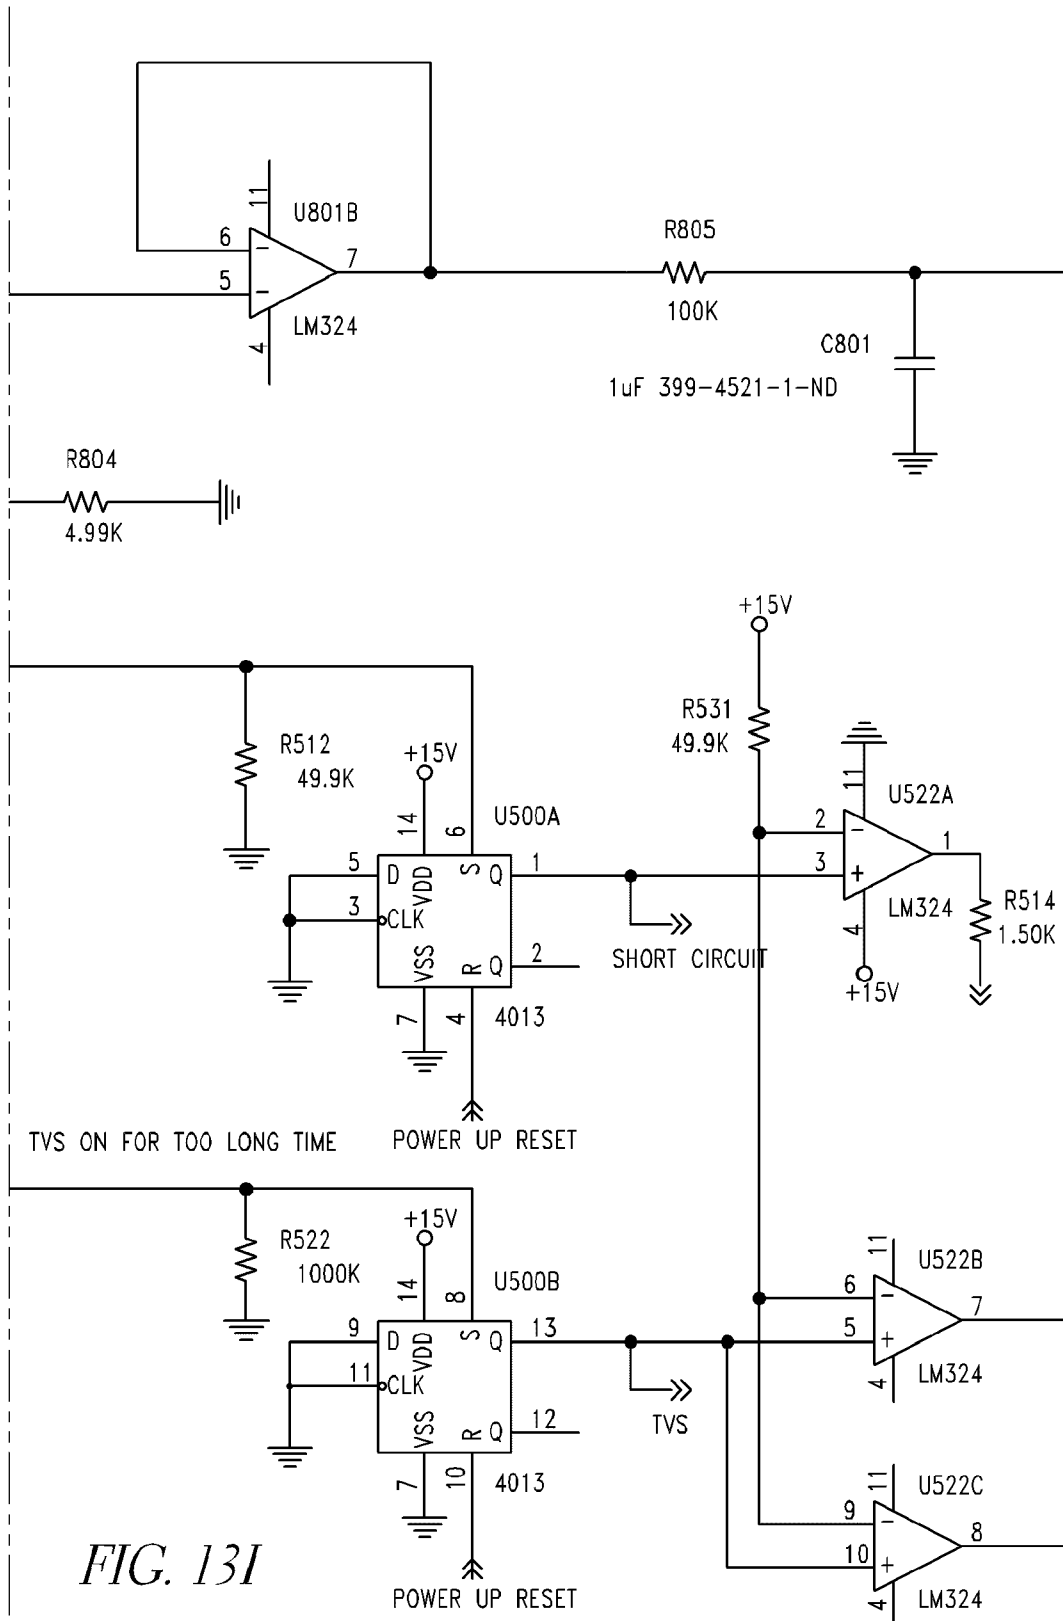 11
U801B
6
−
7
5
−
LM324
4
R805
100K
C801
1uF 399-4521-1-ND
R804
4.99K
+15V
R531
49.9K
R512
49.9K
+15V
14
6
U500A
5
D
VDD
S
Q
1
3
CLK
VSS
R
Q
2
7
4
4013
SHORT CIRCUIT
11
U522A
2
−
1
3
+
LM324
4
+15V
R514
1.50K
TVS ON FOR TOO LONG TIME
POWER UP RESET
R522
1000K
+15V
14
8
U500B
9
D
VDD
S
Q
13
11
CLK
VSS
R
Q
12
7
10
4013
TVS
11
U522B
6
−
7
5
+
LM324
4
11
U522C
9
−
8
10
+
LM324
4
FIG. 13I
POWER UP RESET